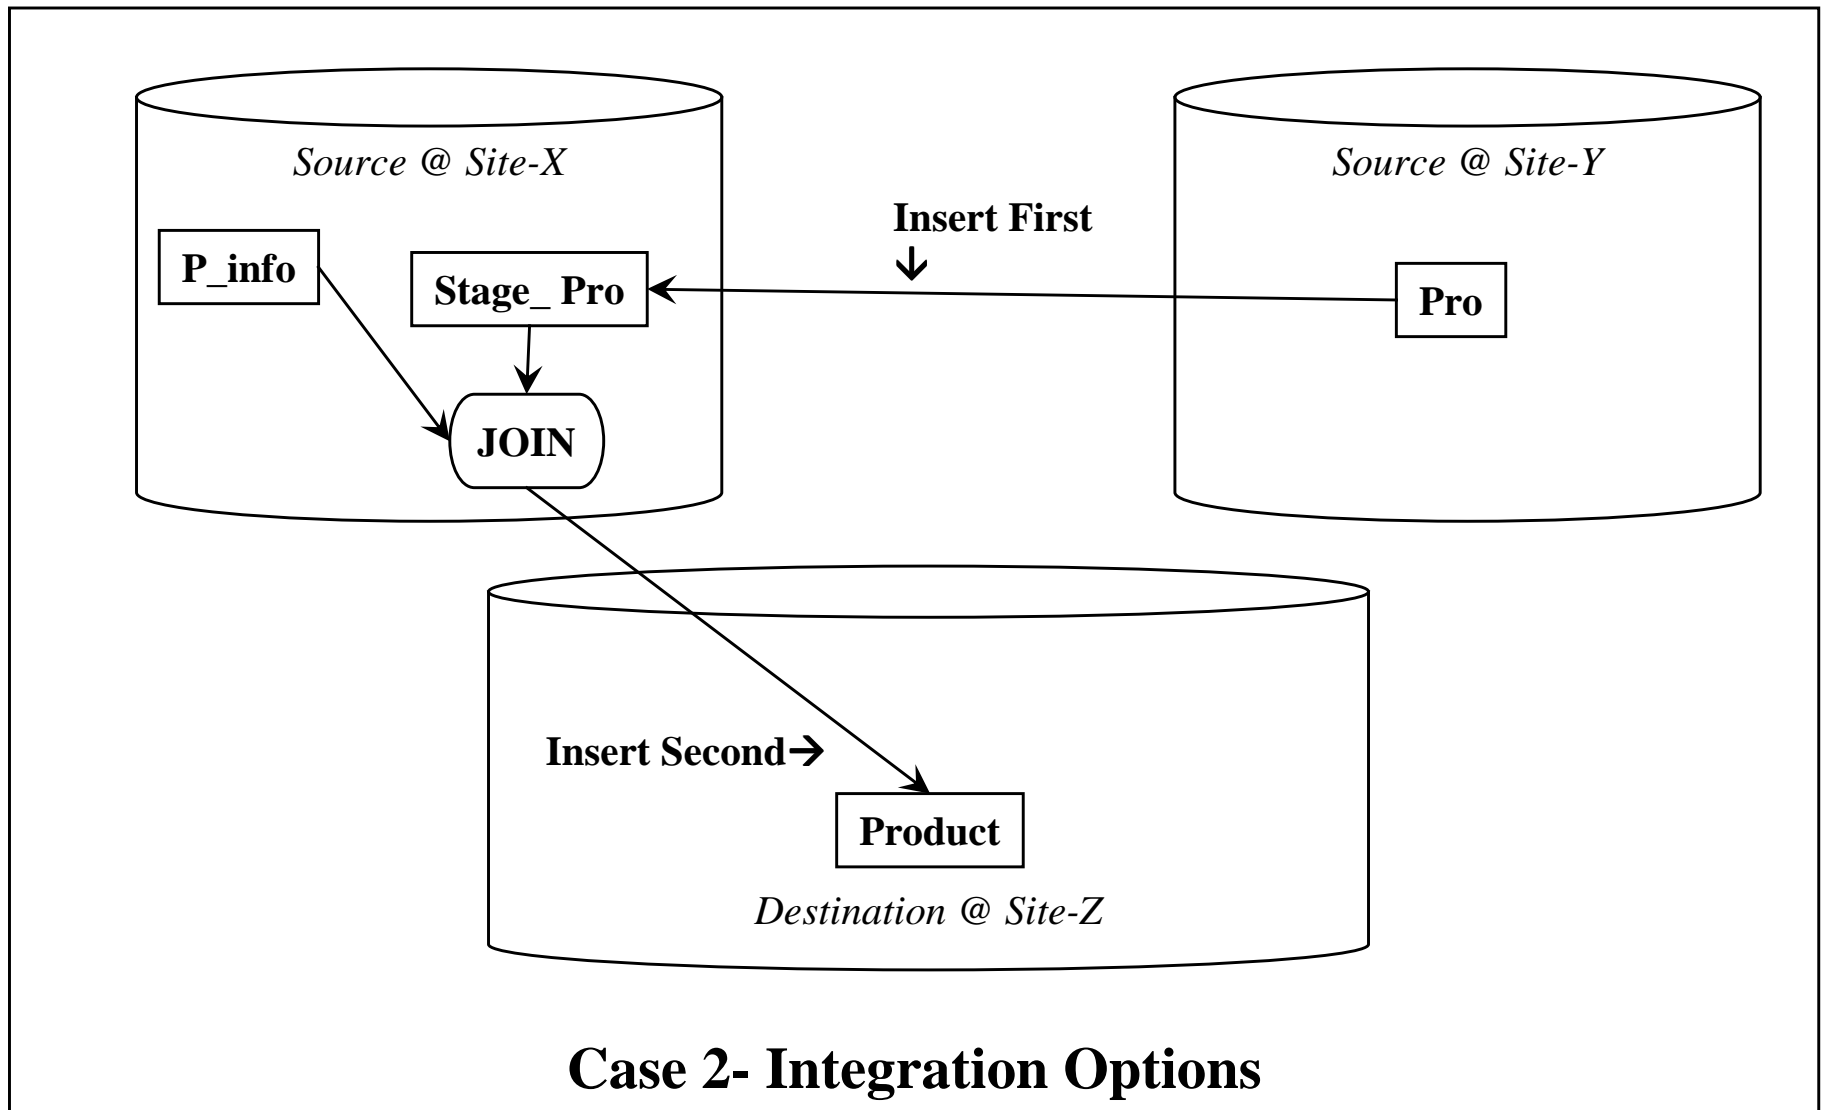 Source @ Site-X
Source @ Site-Y
Insert First
↓
P_info
Stage_ Pro
Pro
JOIN
Insert Second→
Product
Destination @ Site-Z
Case 2- Integration Options